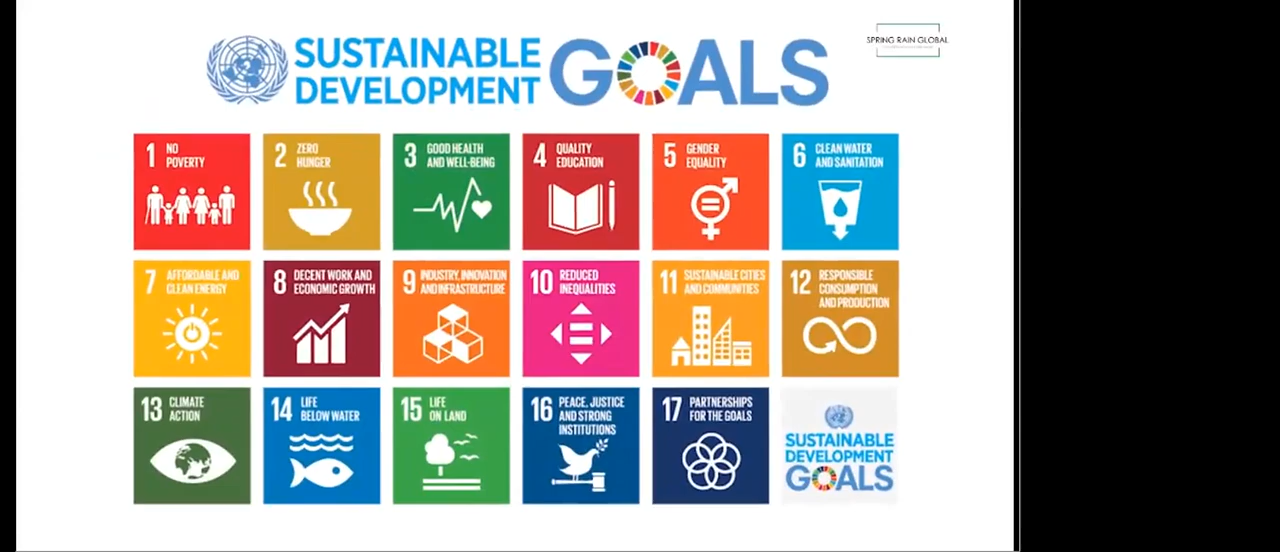 SUSTAINABLE
DEVELOPMENT
GOALS
SPRING RAIN GLOBAL
1 NO
POVERTY
2 ZERO
HUNGER
3 GOOD HEALTH
AND WELL-BEING
4 QUALITY
EDUCATION
5 GENDER
EQUALITY
6 CLEAN WATER
AND SANITATION
7 AFFORDABLE AND
CLEAN ENERGY
8 DECENT WORK AND
ECONOMIC GROWTH
9 INDUSTRY, INNOVATION
AND INFRASTRUCTURE
10 REDUCED
INEQUALITIES
11 SUSTAINABLE CITIES
AND COMMUNITIES
12 RESPONSIBLE
CONSUMPTION
AND PRODUCTION
13 CLIMATE
ACTION
14 LIFE
BELOW WATER
15 LIFE
ON LAND
16 PEACE, JUSTICE
AND STRONG
INSTITUTIONS
17 PARTNERSHIPS
FOR THE GOALS
SUSTAINABLE
DEVELOPMENT
GOALS